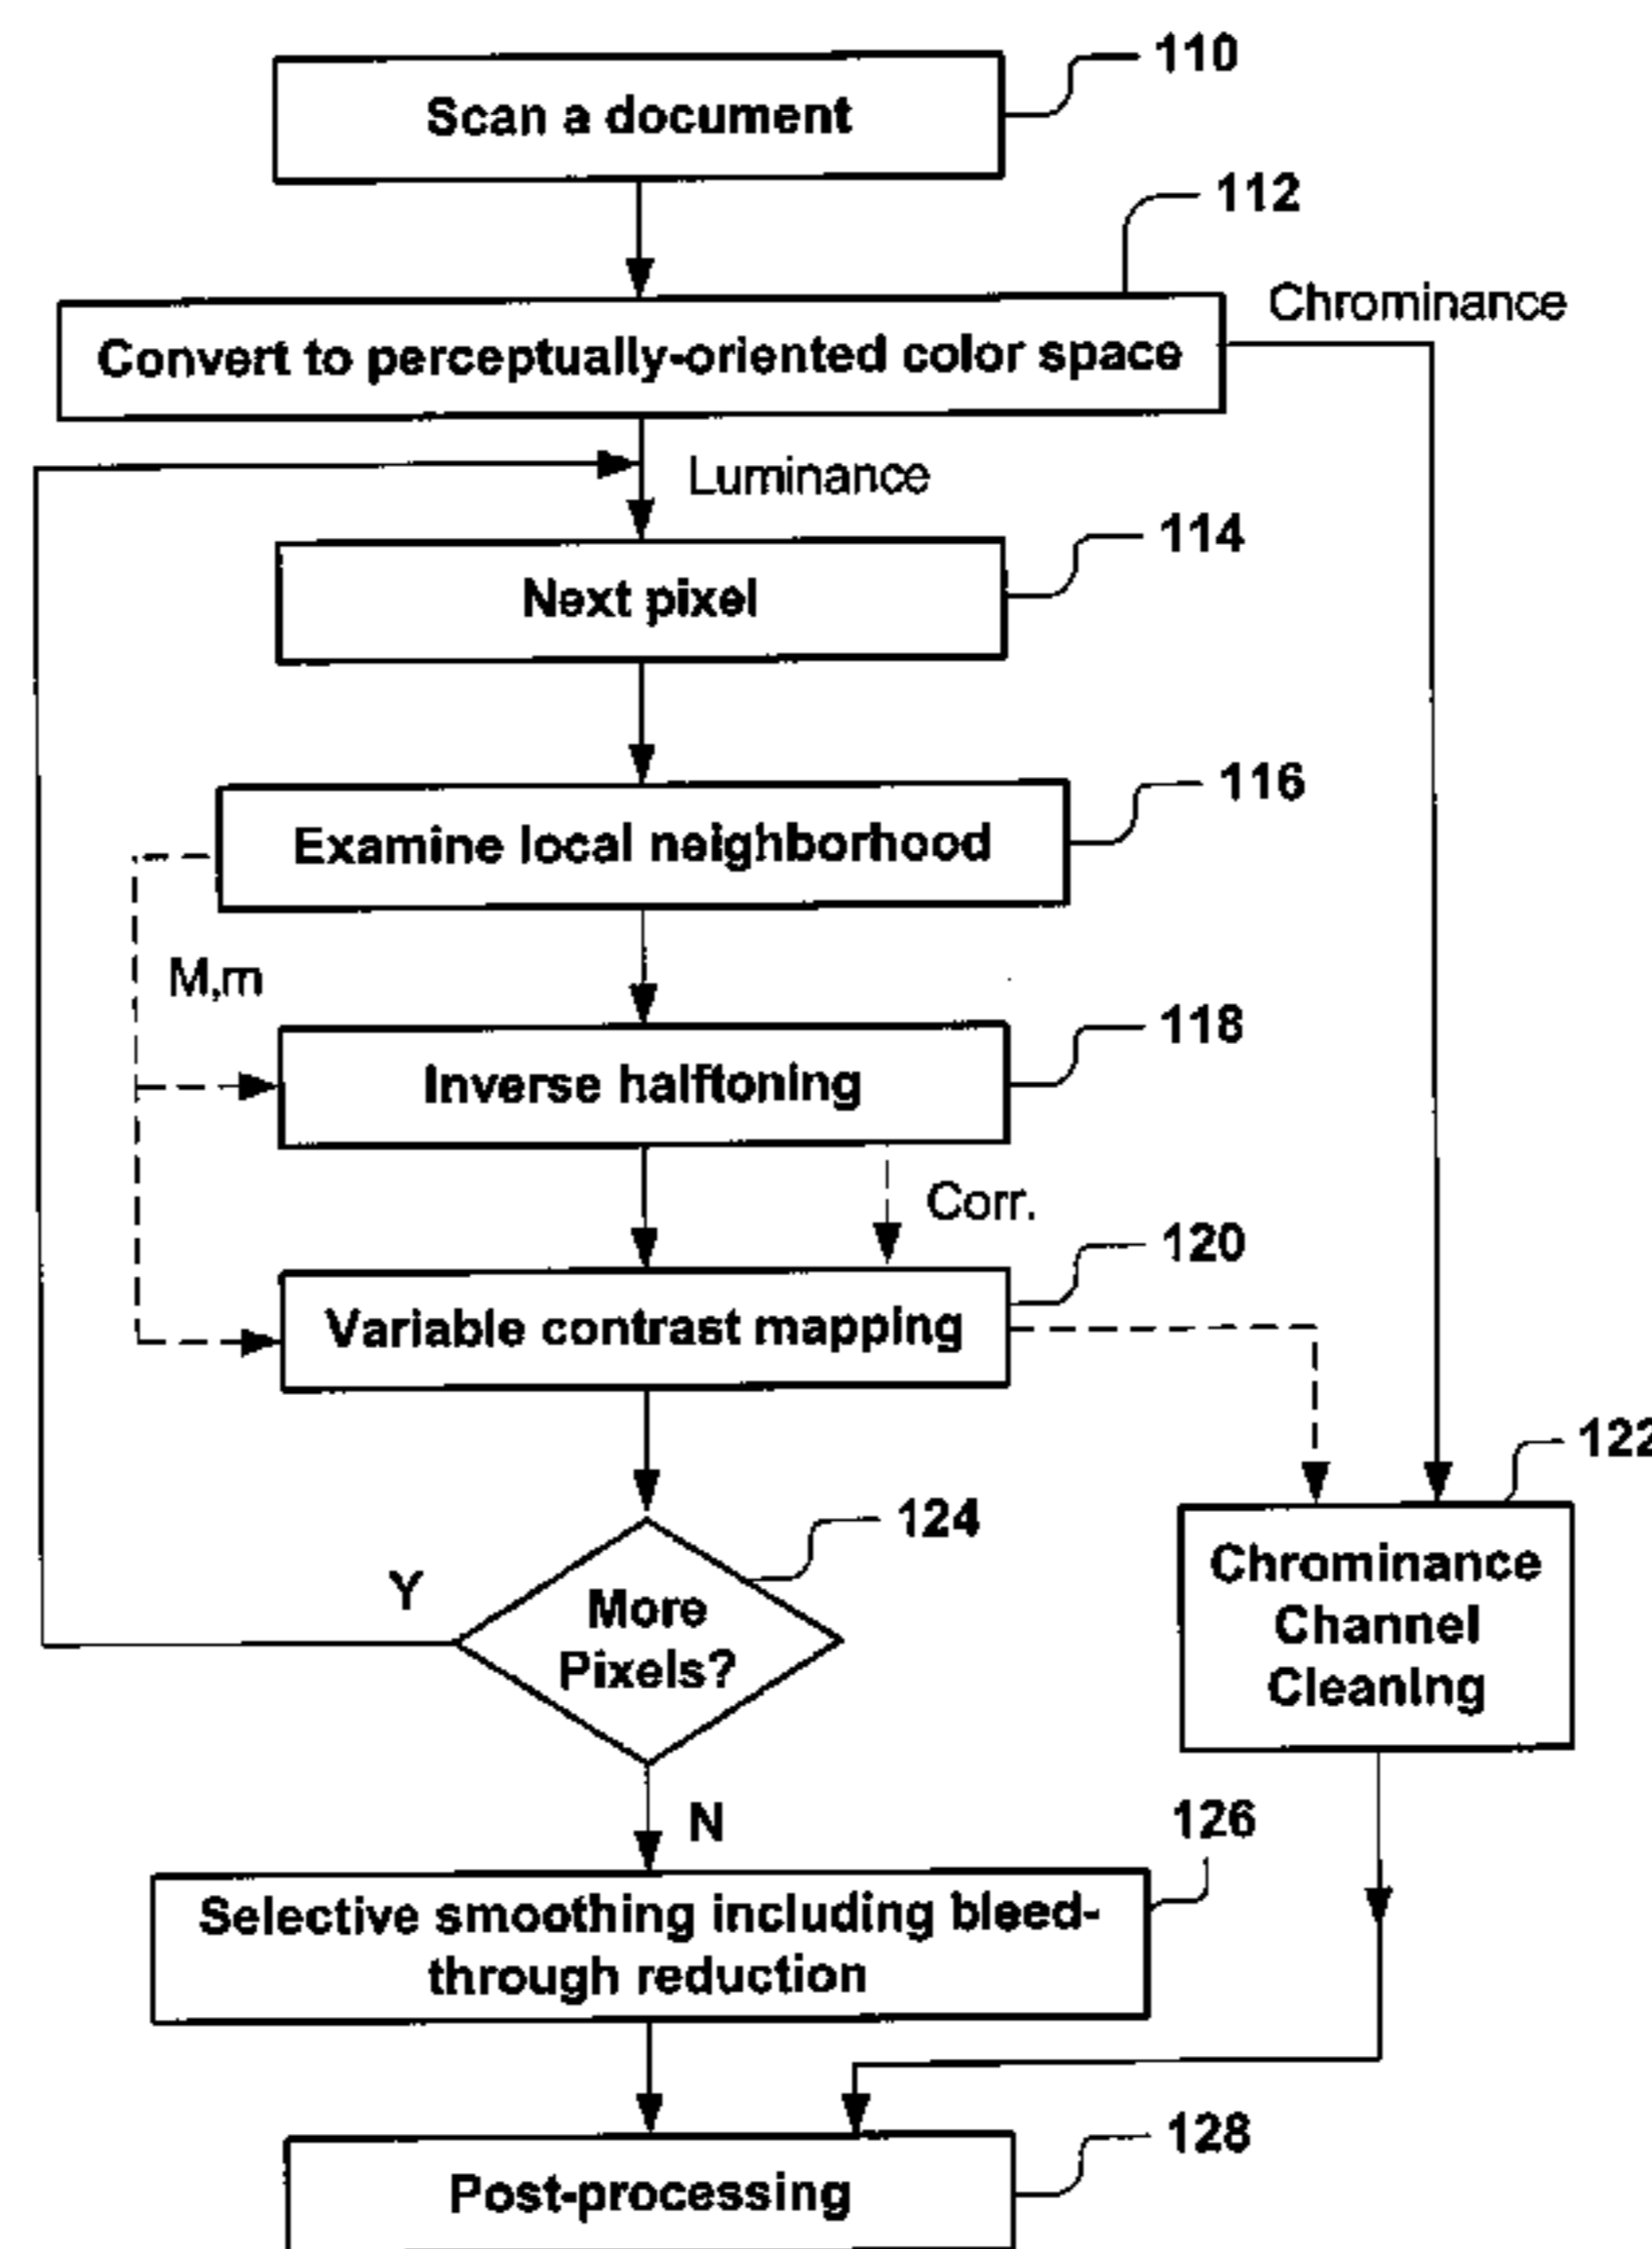 110
Scan a document
112
Chrominance
Convert to perceptually-oriented color space
Luminance
114
Next pixel
116
Examine local neighborhood
M,m
118
Inverse halftoning
Corr.
120
Variable contrast mapping
122
124
Chrominance
Channel
Cleaning
Y
More
Pixels?
N
126
Selective smoothing including bleed-
through reduction
128
Post-processing